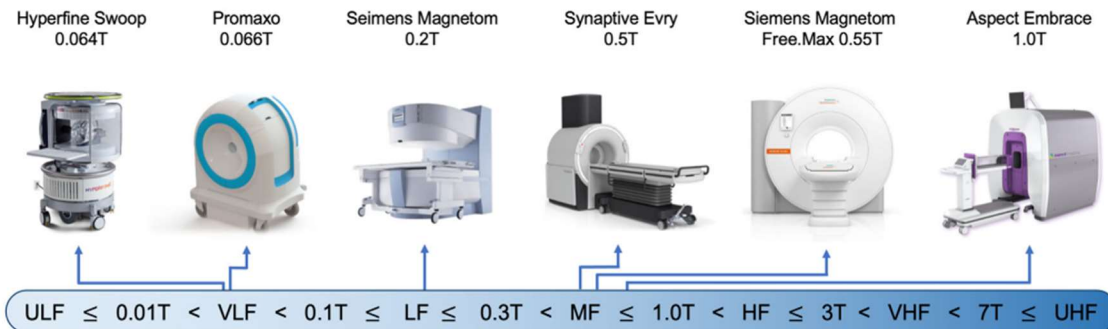 Hyperfine Swoop
0.064T
Promaxo
0.066T
Seimens Magnetom
0.2T
Synaptive Evry
0.5T
Siemens Magnetom
Free.Max 0.55T
Aspect Embrace
1.0T
ULF ≤ 0.01T < VLF < 0.1T ≤ LF ≤ 0.3T < MF ≤ 1.0T < HF ≤ 3T < VHF < 7T ≤ UHF